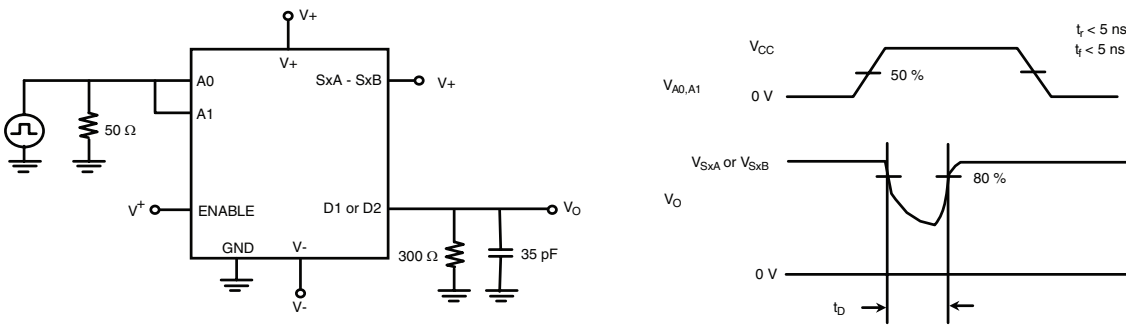 V+
V+
A0
SxA - SxB
V+
A1
50 Ω
V+
ENABLE
D1 or D2
VO
GND
V-
300 Ω
35 pF
V-
tr < 5 ns
tf < 5 ns
VCC
50 %
VA0,A1
0 V
VSxA or VSxB
80 %
VO
0 V
tD